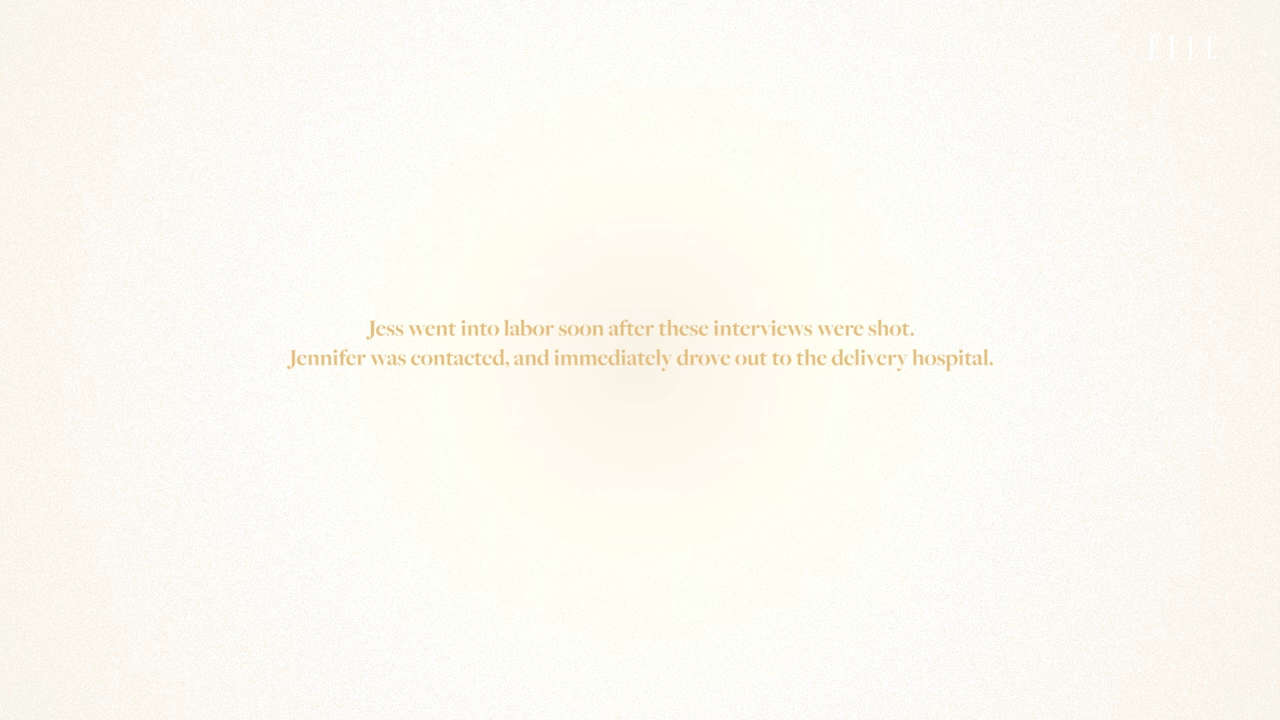 ELLE
Jess went into labor soon after these interviews were shot.
Jennifer was contacted, and immediately drove out to the delivery hospital.